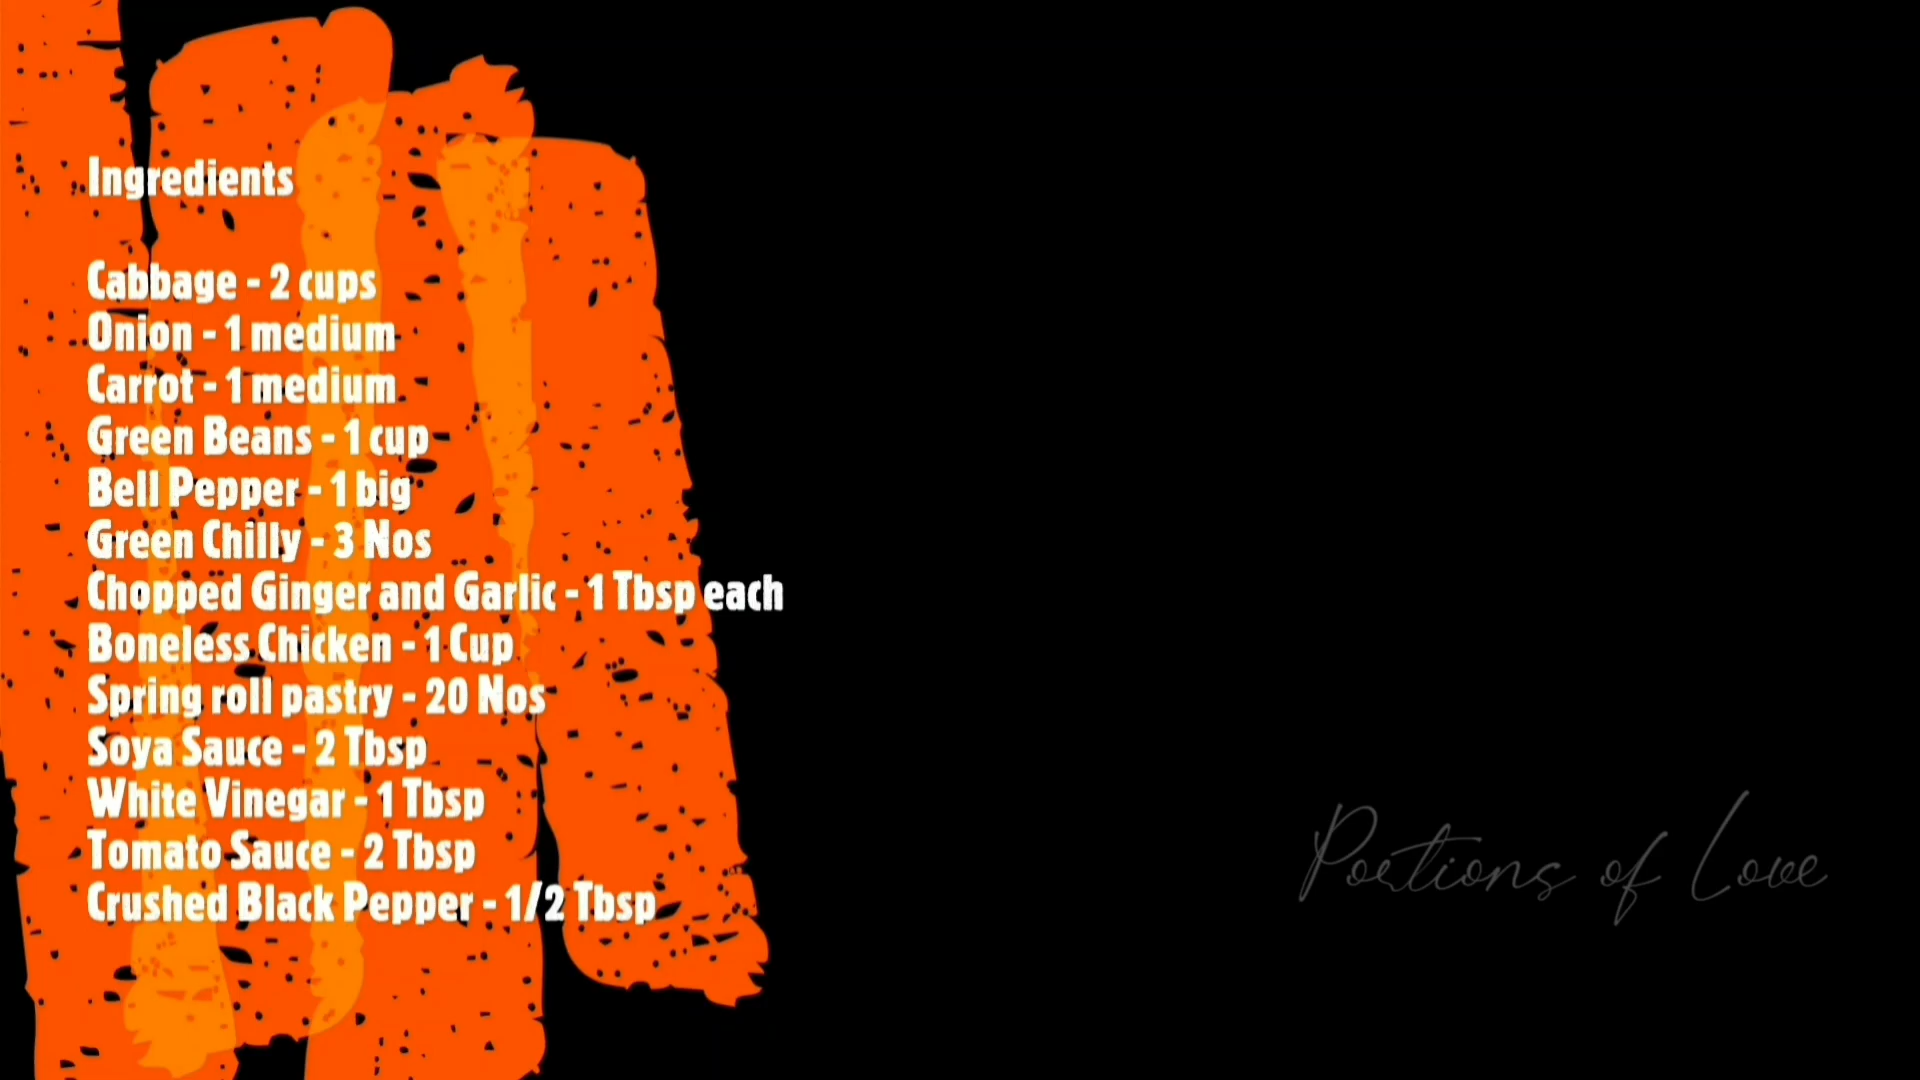 Ingredients
Cabbage - 2 cups
Onion - 1 medium
Carrot - 1 medium
Green Beans - 1 cup
Bell Pepper - 1 big
Green Chilly - 3 Nos
Chopped Ginger and Garlic - 1 Tbsp each
Boneless Chicken - 1 Cup
Spring roll pastry - 20 Nos
Soya Sauce - 2 Tbsp
White Vinegar - 1 Tbsp
Tomato Sauce - 2 Tbsp
Crushed Black Pepper - 1/2 Tbsp
Portions of Love